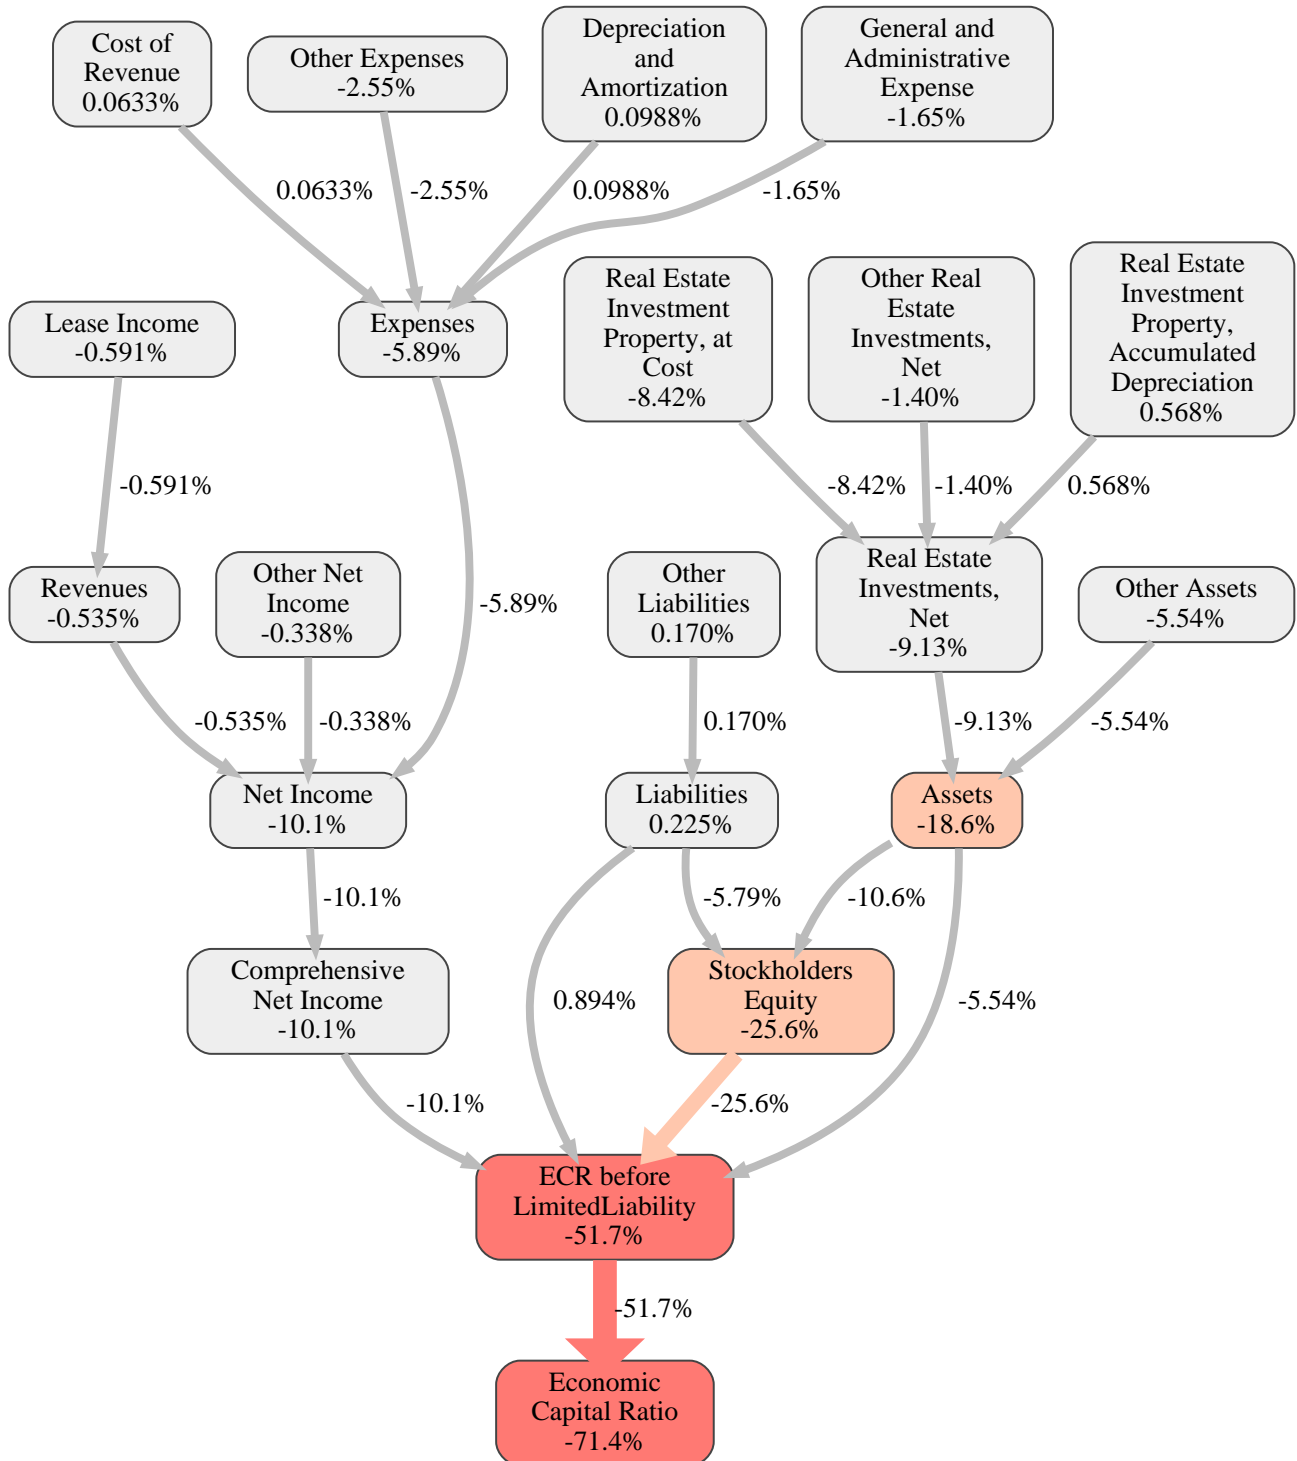 Cost of
Revenue
0.0633%
Other Expenses
-2.55%
Depreciation
and
Amortization
0.0988%
General and
Administrative
Expense
-1.65%
0.0633%
-2.55%
0.0988%
-1.65%
Lease Income
-0.591%
Expenses
-5.89%
Real Estate
Investment
Property, at
Cost
-8.42%
Other Real
Estate
Investments,
Net
-1.40%
Real Estate
Investment
Property,
Accumulated
Depreciation
0.568%
-0.591%
-8.42%
-1.40%
0.568%
Revenues
-0.535%
Other Net
Income
-0.338%
-5.89%
Other
Liabilities
0.170%
Real Estate
Investments,
Net
-9.13%
Other Assets
-5.54%
-0.535%
-0.338%
0.170%
-9.13%
-5.54%
Net Income
-10.1%
Liabilities
0.225%
Assets
-18.6%
-10.1%
-5.79%
-10.6%
Comprehensive
Net Income
-10.1%
0.894%
Stockholders
Equity
-25.6%
-5.54%
-10.1%
-25.6%
ECR before
LimitedLiability
-51.7%
-51.7%
Economic
Capital Ratio
-71.4%